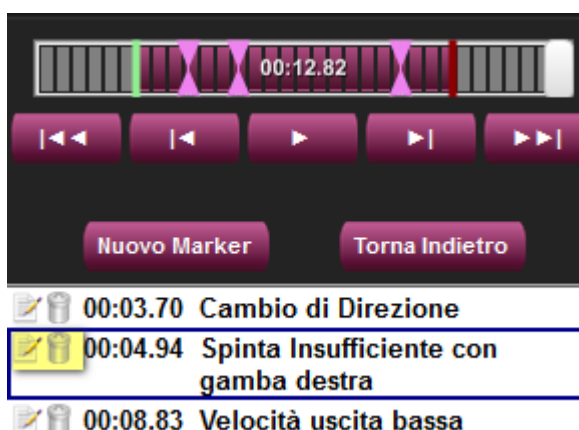 00:12.82
Nuovo Marker Torna Indietro
00:03.70 Cambio di Direzione
00:04.94 Spinta Insufficiente con
gamba destra
00:08.83 Velocità uscita bassa